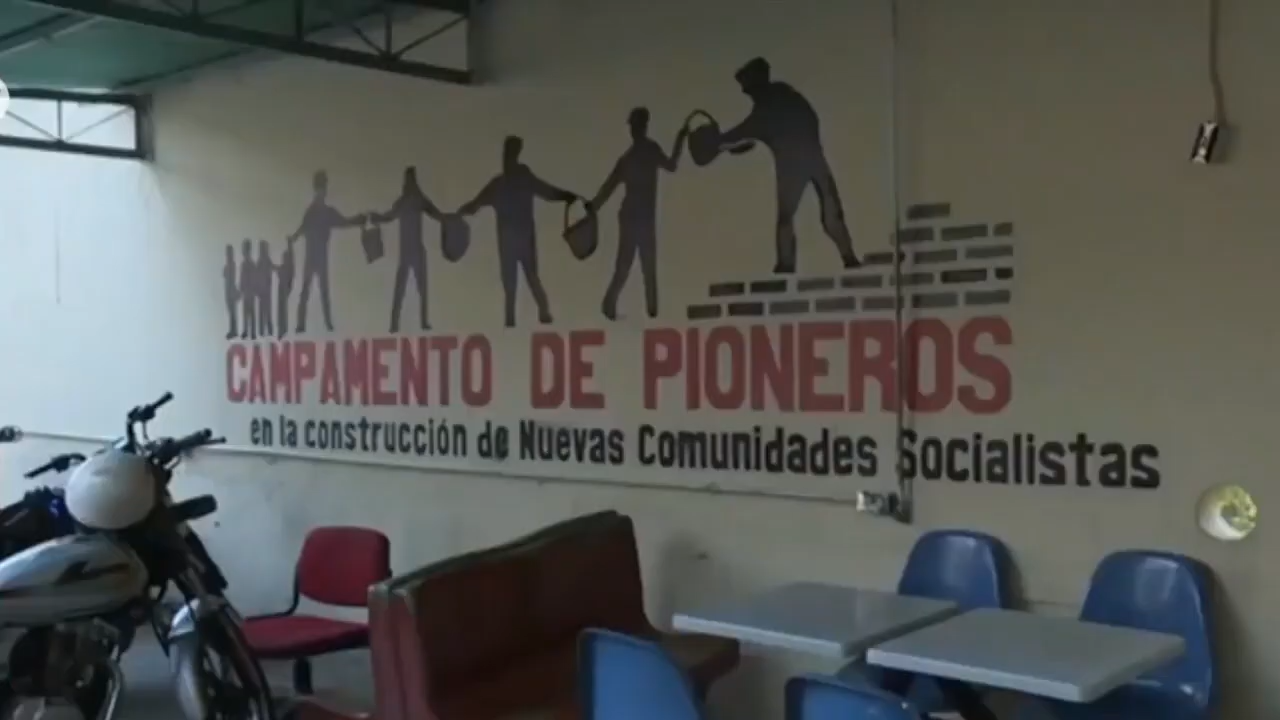 CAMPAMENTO DE PIONEROS
en la construcción de Nuevas Comunidades Socialistas